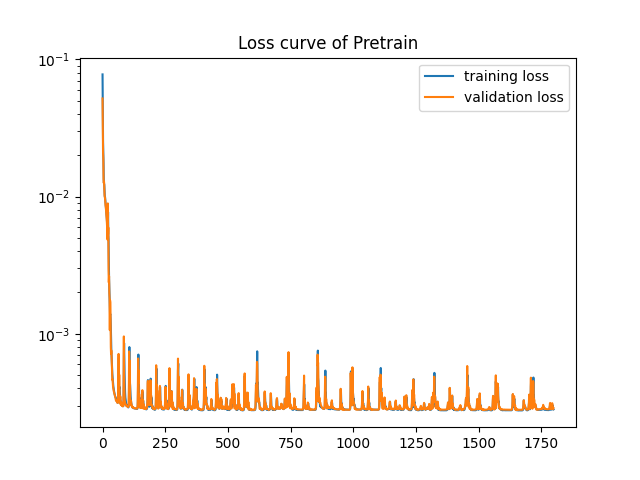 Loss curve of Pretrain
training loss
validation loss
10⁻¹
10⁻²
10⁻³
0 250 500 750 1000 1250 1500 1750